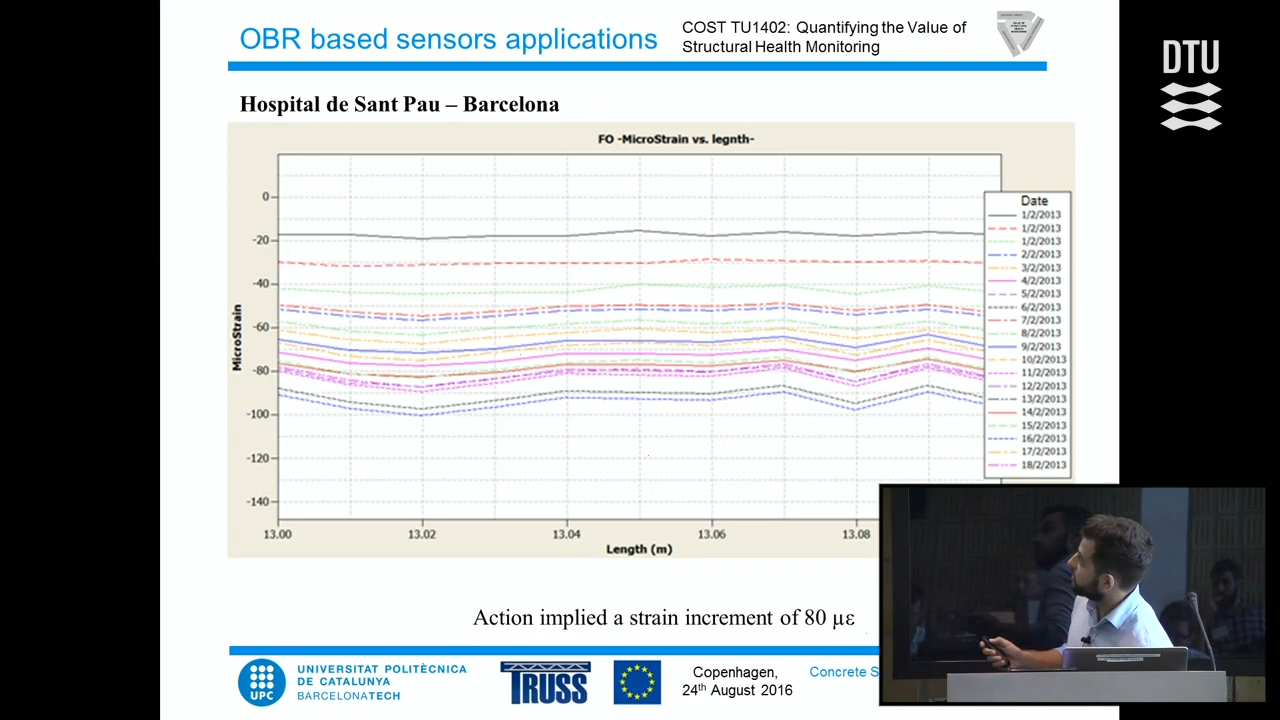 OBR based sensors applications
COST TU1402: Quantifying the Value of
Structural Health Monitoring
DTU
Hospital de Sant Pau – Barcelona
FO -MicroStrain vs. legnth-
MicroStrain
0
-20
-40
-60
-80
-100
-120
-140
13.00
13.02
13.04
13.06
13.08
Length (m)
Date
1/2/2013
1/2/2013
1/2/2013
2/2/2013
3/2/2013
4/2/2013
5/2/2013
6/2/2013
7/2/2013
8/2/2013
9/2/2013
10/2/2013
11/2/2013
12/2/2013
13/2/2013
14/2/2013
15/2/2013
16/2/2013
17/2/2013
18/2/2013
Action implied a strain increment of 80 µε
UPC
UNIVERSITAT POLITÈCNICA
DE CATALUNYA
BARCELONATECH
TRUSS
Copenhagen,
24th August 2016
Concrete S